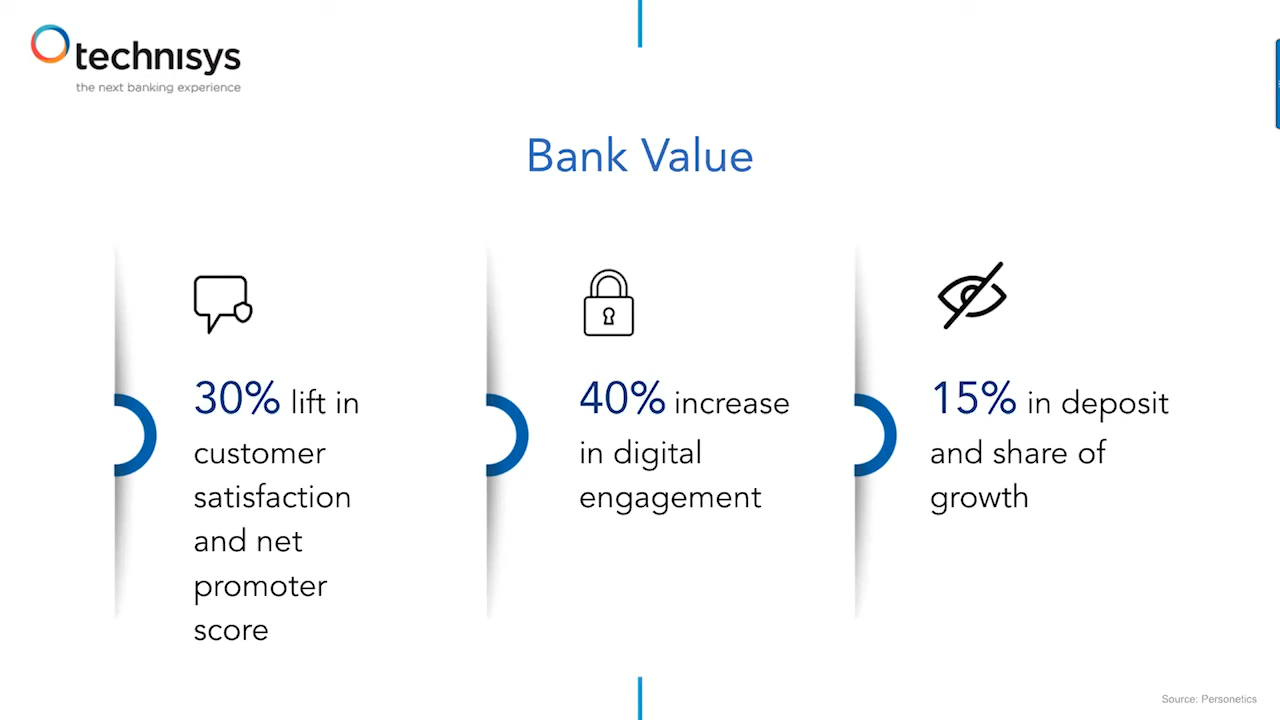 technisys
the next banking experience
Bank Value
30% lift in
customer
satisfaction
and net
promoter
score
40% increase
in digital
engagement
15% in deposit
and share of
growth
Source: Personetics